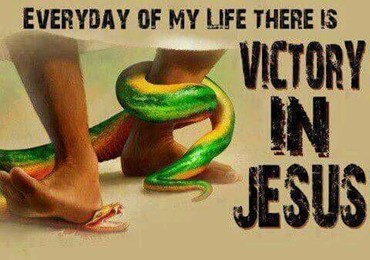 EVERYDAY OF MY LIFE THERE IS
VICTORY
IN
JESUS